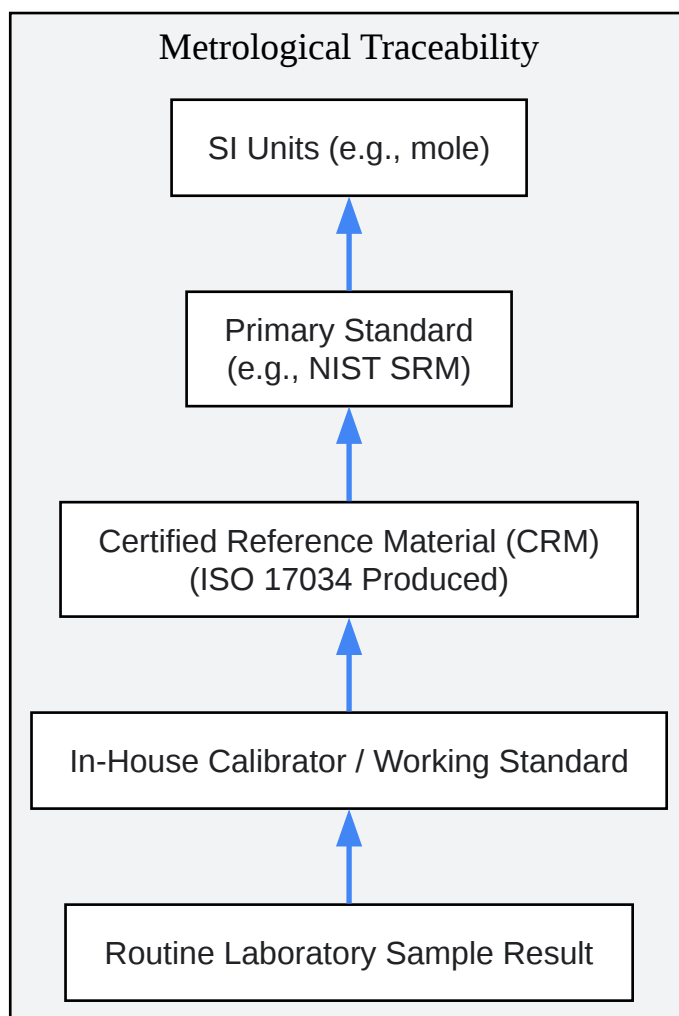 Metrological Traceability
SI Units (e.g., mole)
Primary Standard
(e.g., NIST SRM)
Certified Reference Material (CRM)
(ISO 17034 Produced)
In-House Calibrator / Working Standard
Routine Laboratory Sample Result